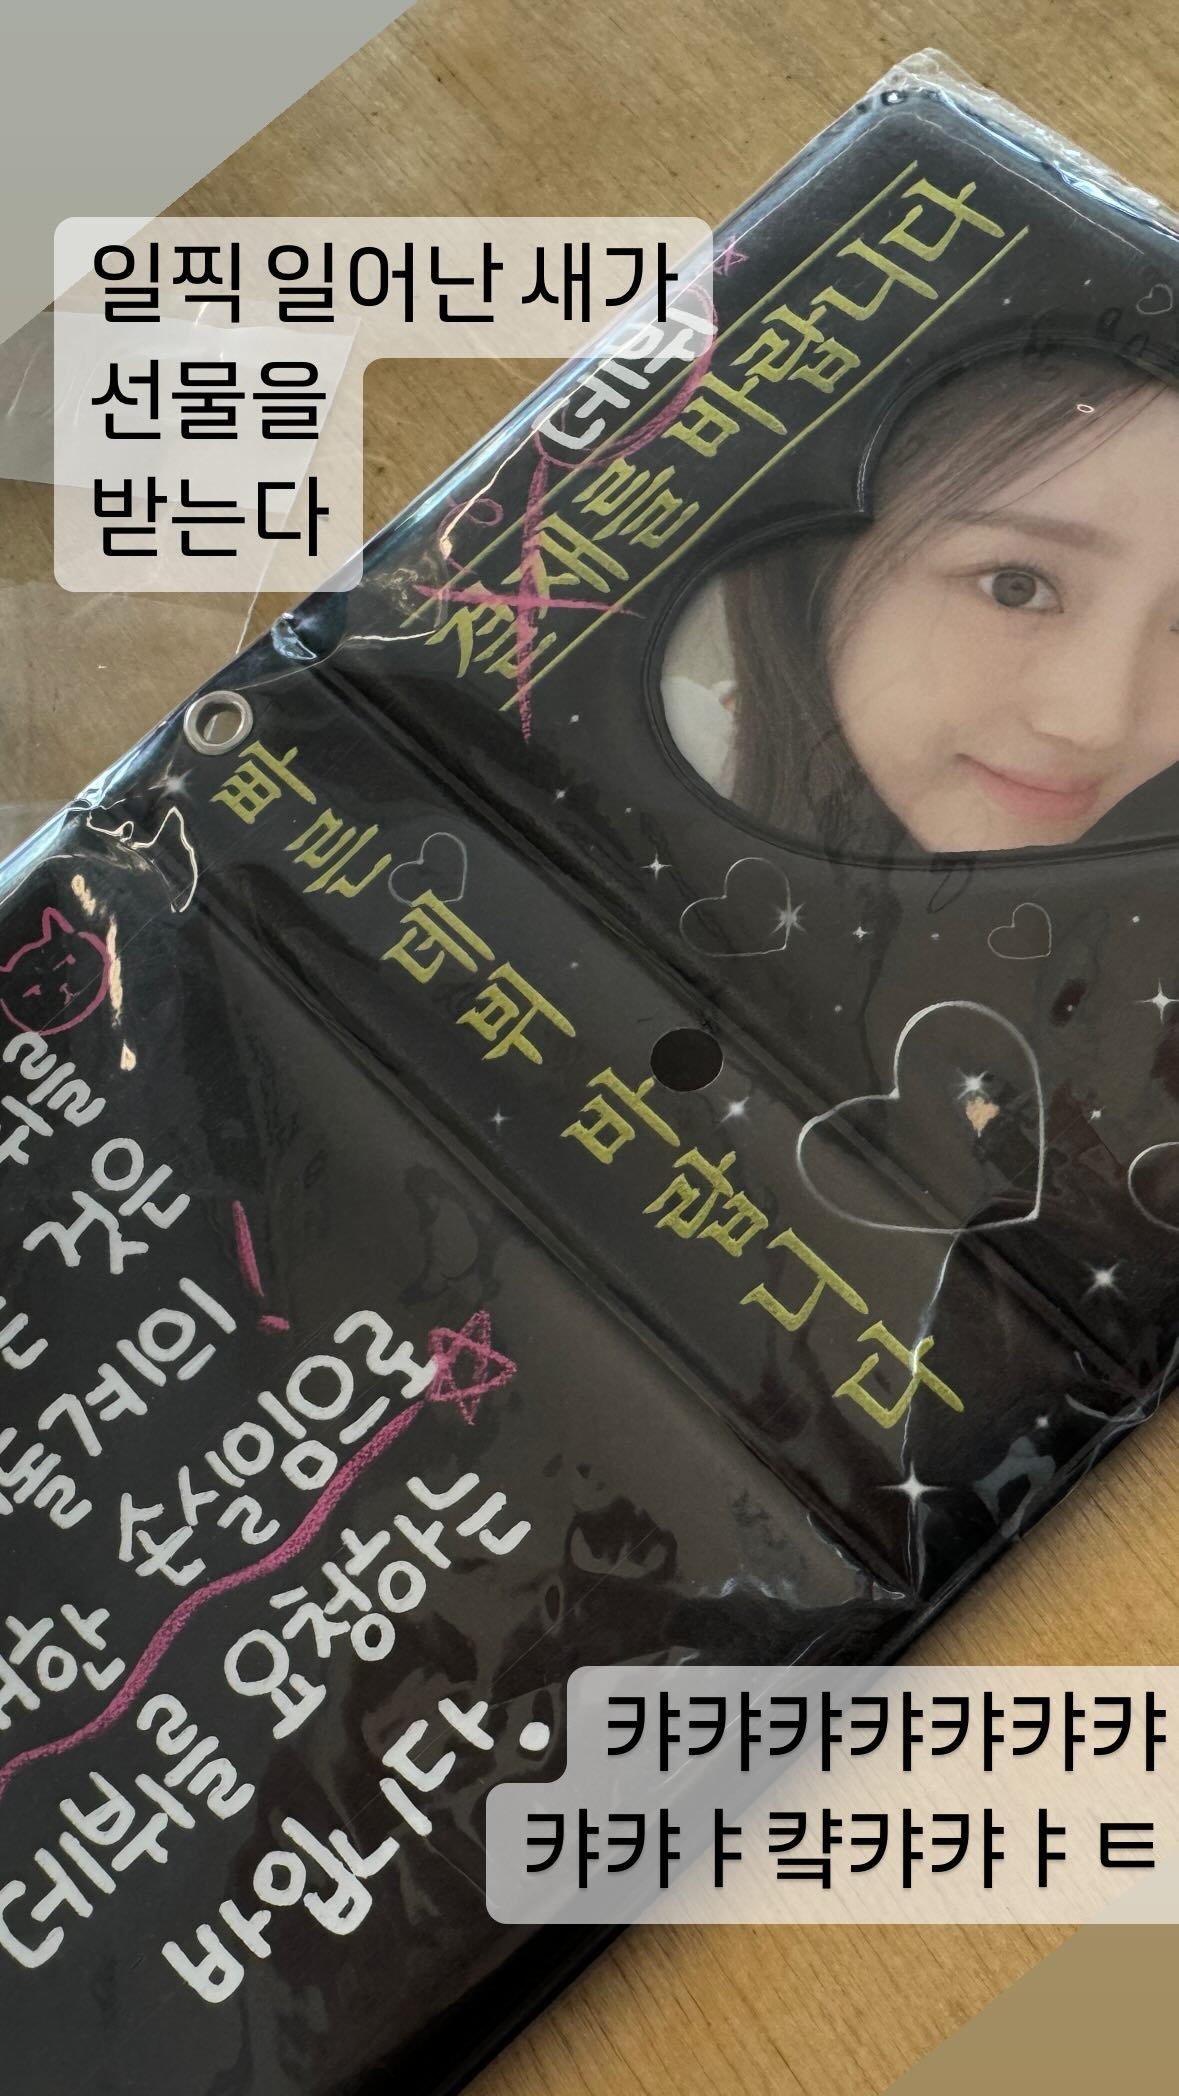 일찍 일어난 새가
선물을
받는다
데뷔
결재를 바랍니다
빠른 데뷔 바랍니다
것은
손실임으로
데뷔를 요청하는
바입니다.
캬캬캬캬캬캬캬
캬캬ㅑ캌캬캬ㅑㅌ